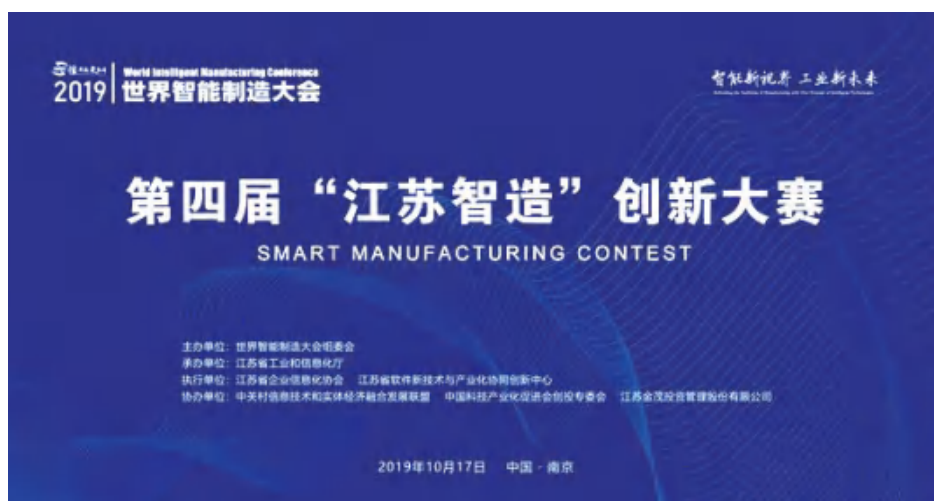 World Intelligent Manufacturing Conference
2019 世界智能制造大会
智能新视界 工业新未来
第四届“江苏智造”创新大赛
SMART MANUFACTURING CONTEST
主办单位：世界智能制造大会组委会
承办单位：江苏省工业和信息化厅
执行单位：江苏省企业信息化协会 江苏省软件新技术与产业化协同创新中心
协办单位：中关村信息技术和实体经济融合发展联盟 中国科技产业化促进会创投专委会 江苏金茂投资管理股份有限公司
2019年10月17日 中国·南京